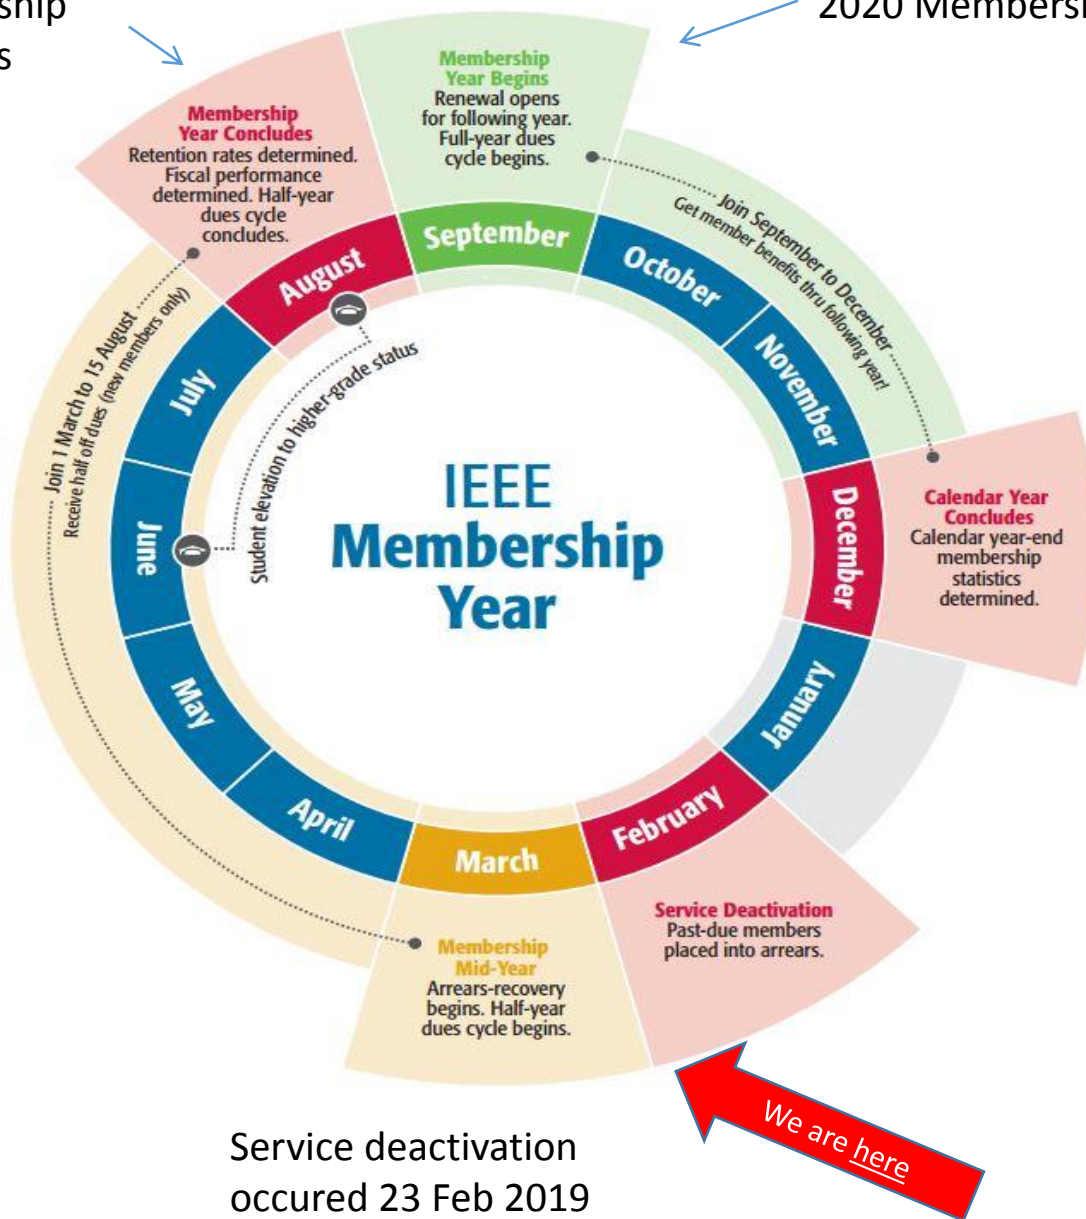 2020
Membership
Year Begins
Renewal opens
for following year.
Full-year dues
cycle begins.
Membership
Year Concludes
Retention rates determined.
Fiscal performance
determined. Half-year
dues cycle
concludes.
September
October
November
December
January
February
March
April
May
June
July
August
Join September to December
Get member benefits thru following year!
Calendar Year
Concludes
Calendar year-end
membership
statistics
determined.
Service Deactivation
Past-due members
placed into arrears.
Membership
Mid-Year
Arrears-recovery
begins. Half-year
dues cycle begins.
Join 1 March to 15 August
Receive half off dues (new members only)
Student elevation to higher-grade status
IEEE
Membership
Year
We are here
Service deactivation
occured 23 Feb 2019